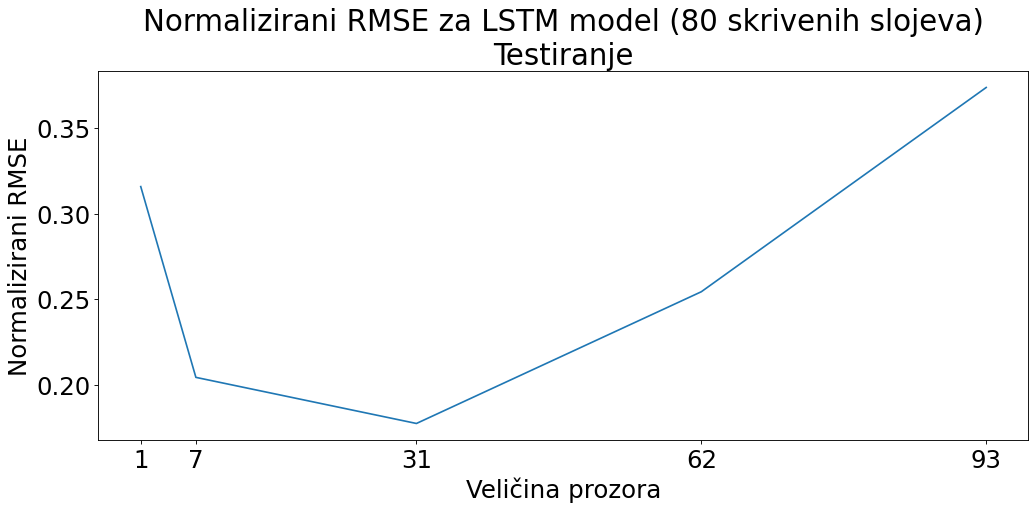 Normalizirani RMSE za LSTM model (80 skrivenih slojeva)
Testiranje
Normalizirani RMSE
0.35
0.30
0.25
0.20
1 7 31 62 93
Veličina prozora